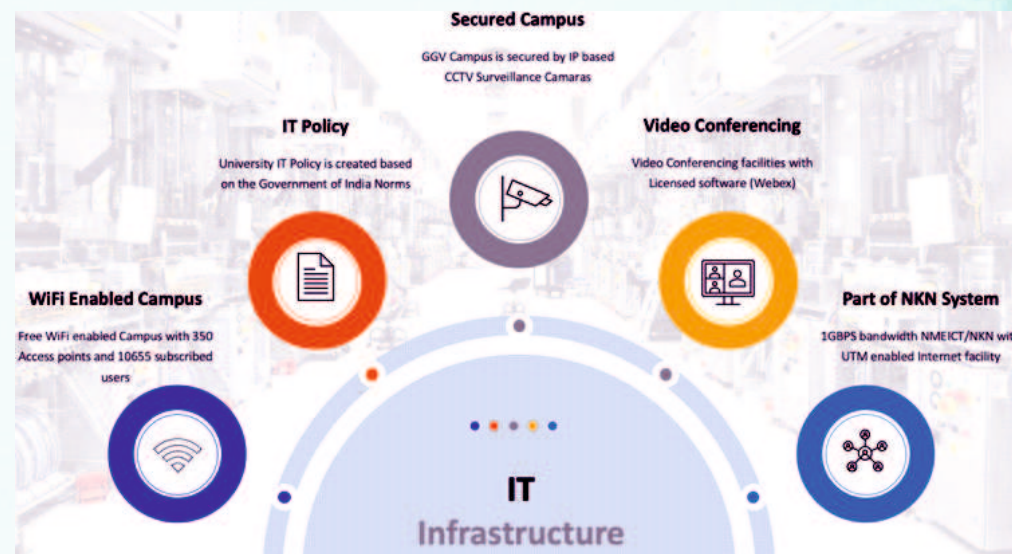 Secured Campus
GGV Campus is secured by IP based
CCTV Surveillance Camaras
IT Policy
University IT Policy is created based
on the Government of India Norms
Video Conferencing
Video Conferencing facilities with
Licensed software (Webex)
WiFi Enabled Campus
Free WiFi enabled Campus with 350
Access points and 10655 subscribed
users
Part of NKN System
1GBPS bandwidth NMEICT/NKN wit
UTM enabled Internet facility
IT
Infrastructure